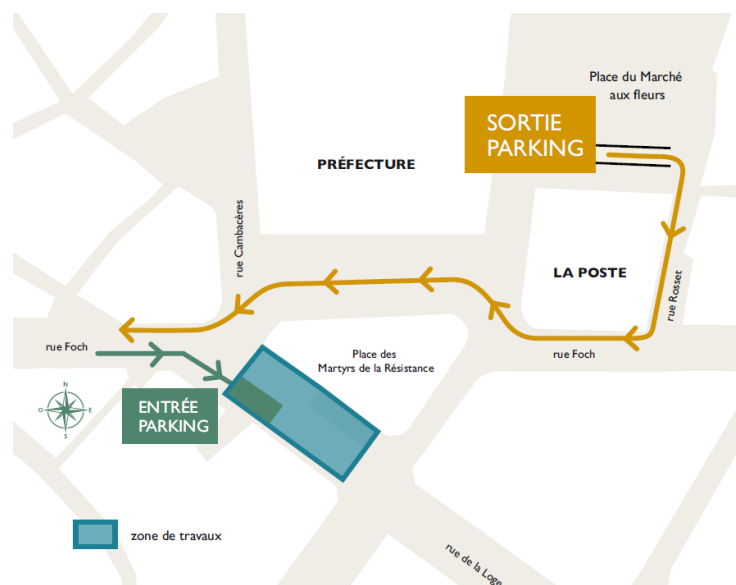 Place du Marché
aux fleurs
SORTIE
PARKING
PRÉFECTURE
rue Cambacères
LA POSTE
rue Rosset
rue Foch
rue Foch
Place des
Martyrs de la Résistance
N
O
E
S
ENTRÉE
PARKING
zone de travaux
rue de la Loge